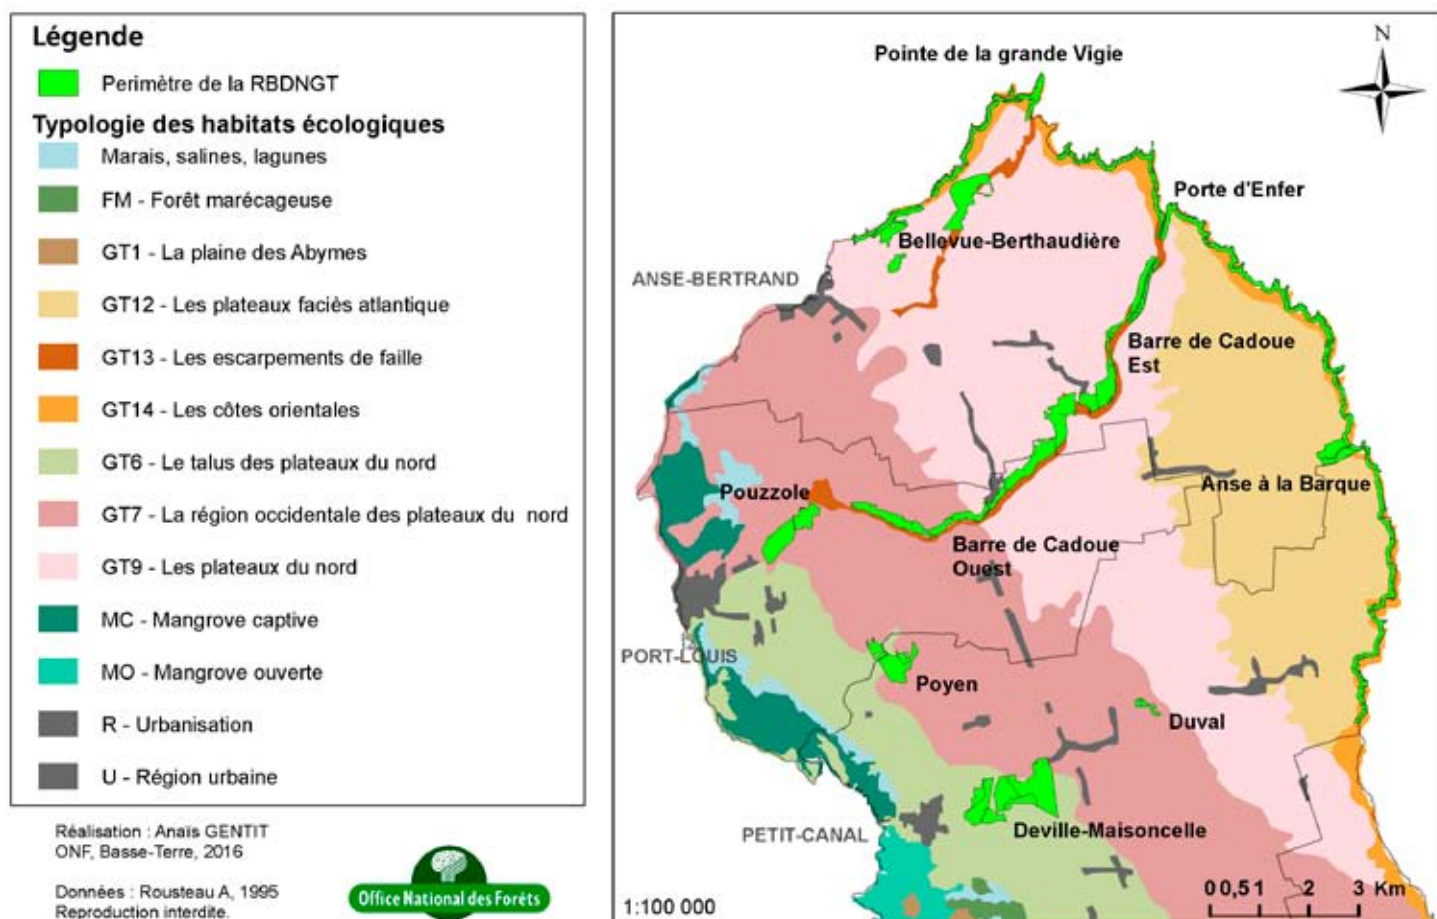 Légende
Perimètre de la RBDNGT
Typologie des habitats écologiques
Marais, salines, lagunes
FM - Forêt marécageuse
GT1 - La plaine des Abymes
GT12 - Les plateaux faciès atlantique
GT13 - Les escarpements de faille
GT14 - Les côtes orientales
GT6 - Le talus des plateaux du nord
GT7 - La région occidentale des plateaux du nord
GT9 - Les plateaux du nord
MC - Mangrove captive
MO - Mangrove ouverte
R - Urbanisation
U - Région urbaine
Réalisation : Anaïs GENTIT
ONF, Basse-Terre, 2016
Données : Rousteau A, 1995
Reproduction interdite.
Office National des Forêts
N
Pointe de la grande Vigie
Porte d'Enfer
Bellevue-Berthaudière
ANSE-BERTRAND
Barre de Cadoue
Est
Pouzzole
Anse à la Barque
Barre de Cadoue
Ouest
PORT-LOUIS
Poyen
Duval
PETIT-CANAL
Deville-Maisoncelle
1:100 000
0 0,5 1 2 3 Km